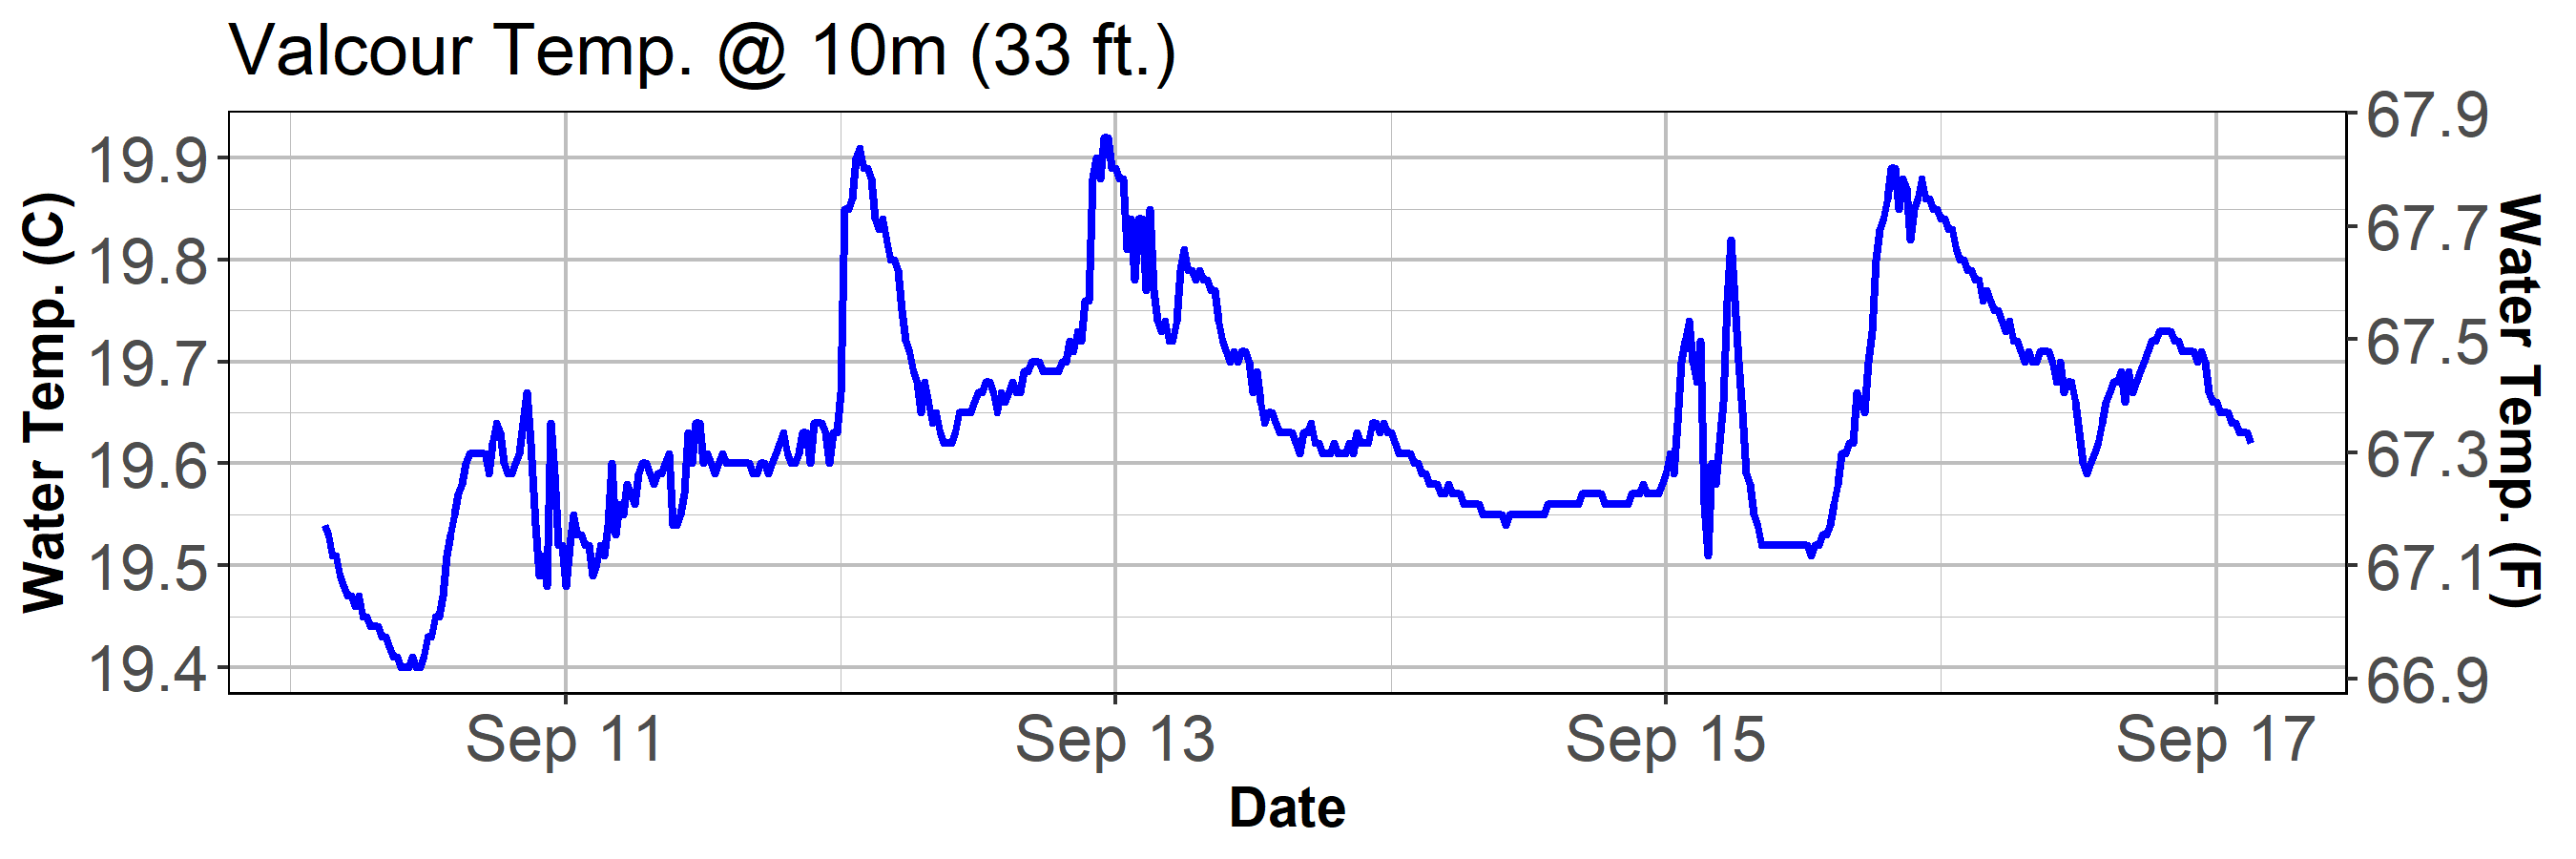 Valcour Temp. @ 10m (33 ft.)
Water Temp. (C)
19.9
19.8
19.7
19.6
19.5
19.4
67.9
67.7
67.5
67.3
67.1
66.9
Water Temp. (F)
Sep 11
Sep 13
Sep 15
Sep 17
Date